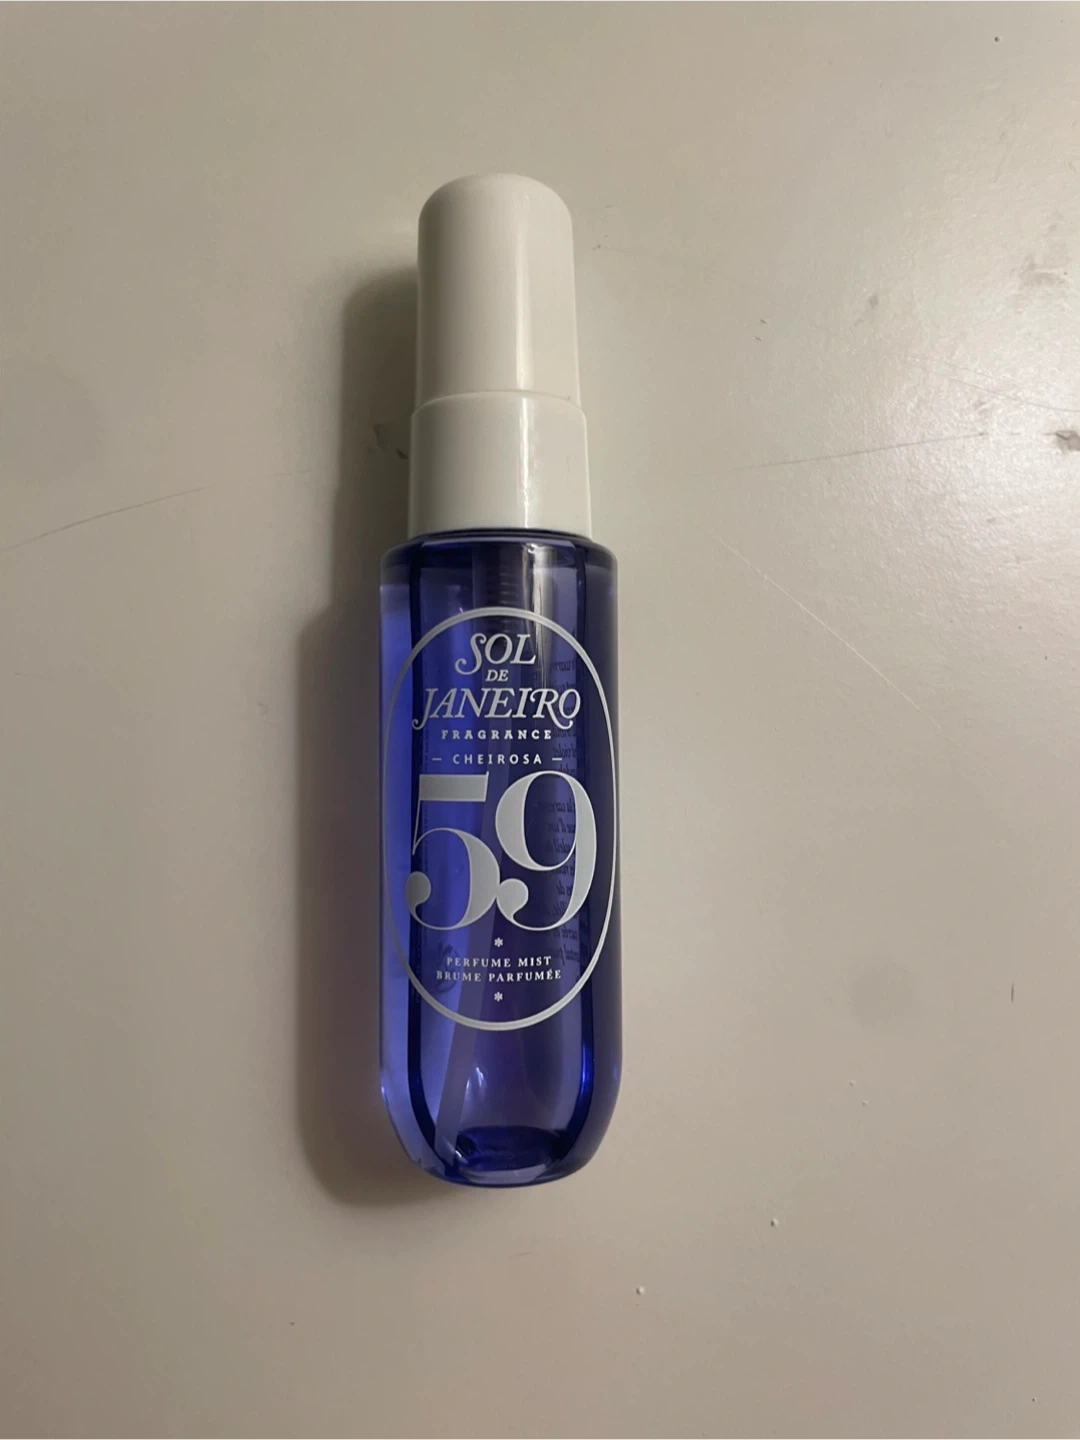 SOL
DE
JANEIRO
FRAGRANCE
– CHEIROSA –
59
PERFUME MIST
BRUME PARFUMÉE